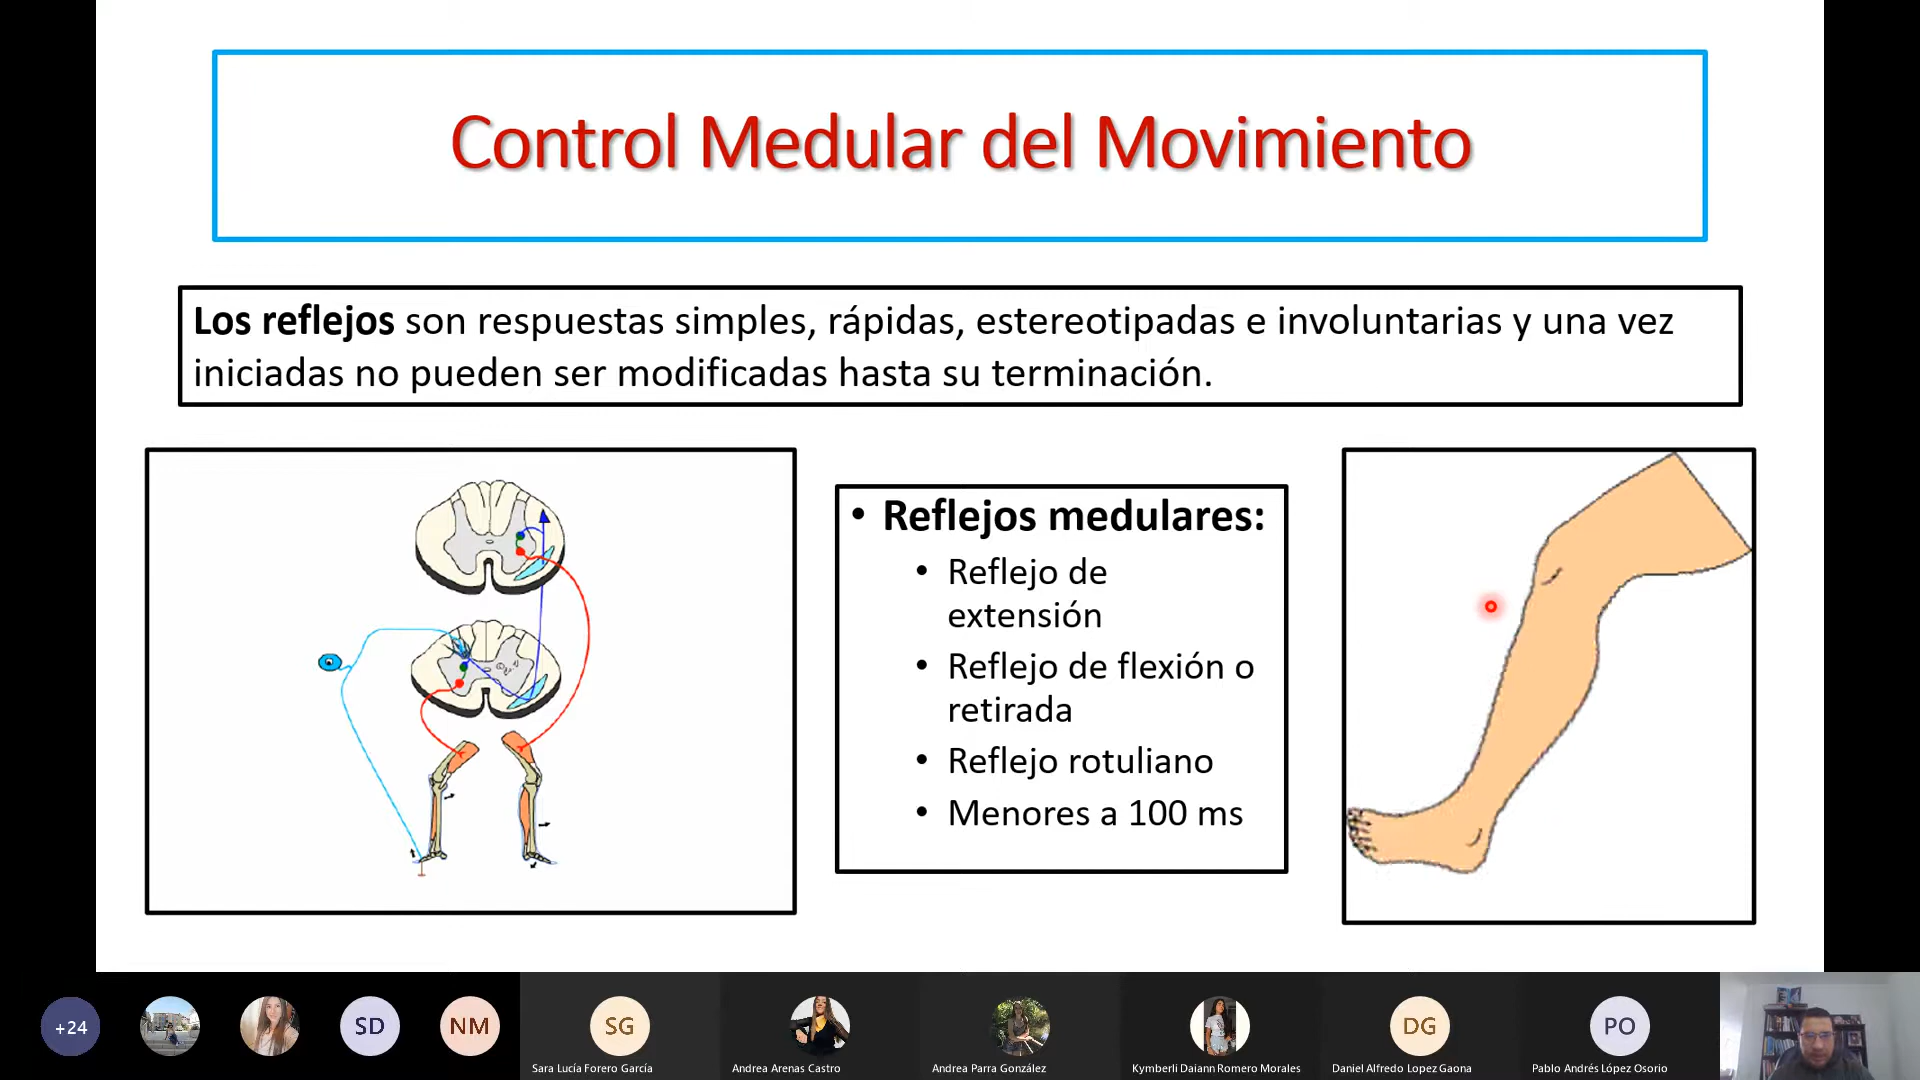 Control Medular del Movimiento
Los reflejos son respuestas simples, rápidas, estereotipadas e involuntarias y una vez
iniciadas no pueden ser modificadas hasta su terminación.
• Reflejos medulares:
• Reflejo de
extensión
• Reflejo de flexión o
retirada
• Reflejo rotuliano
• Menores a 100 ms
+24
SD
NM
SG
DG
PO
Sara Lucía Forero García
Andrea Arenas Castro
Andrea Parra González
Kymberli Daiann Romero Morales
Daniel Alfredo Lopez Gaona
Pablo Andrés López Osorio